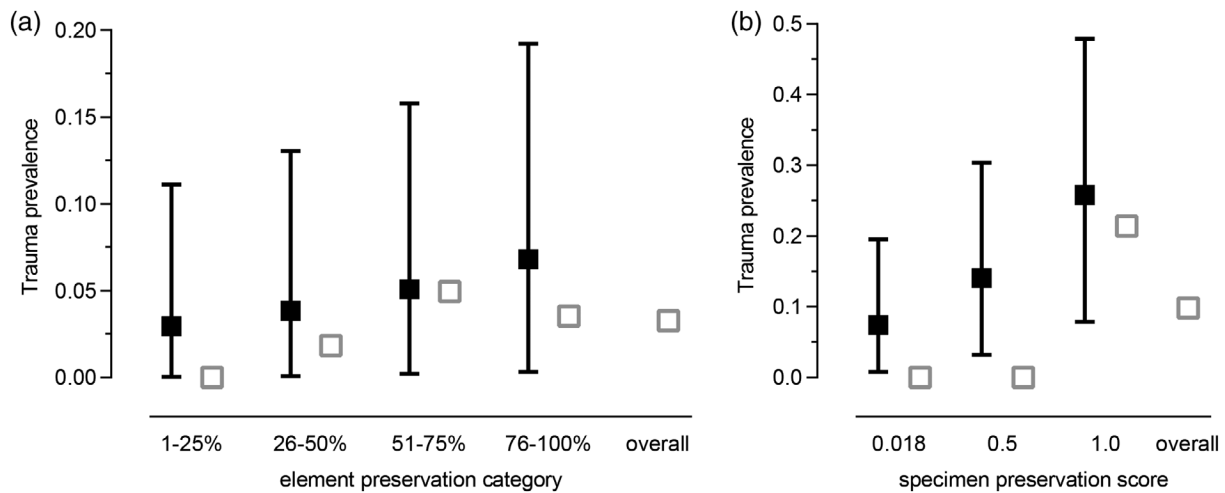 (a)
Trauma prevalence
0.20
0.15
0.10
0.05
0.00
1-25%
26-50%
51-75%
76-100%
overall
element preservation category
(b)
Trauma prevalence
0.5
0.4
0.3
0.2
0.1
0.0
0.018
0.5
1.0
overall
specimen preservation score